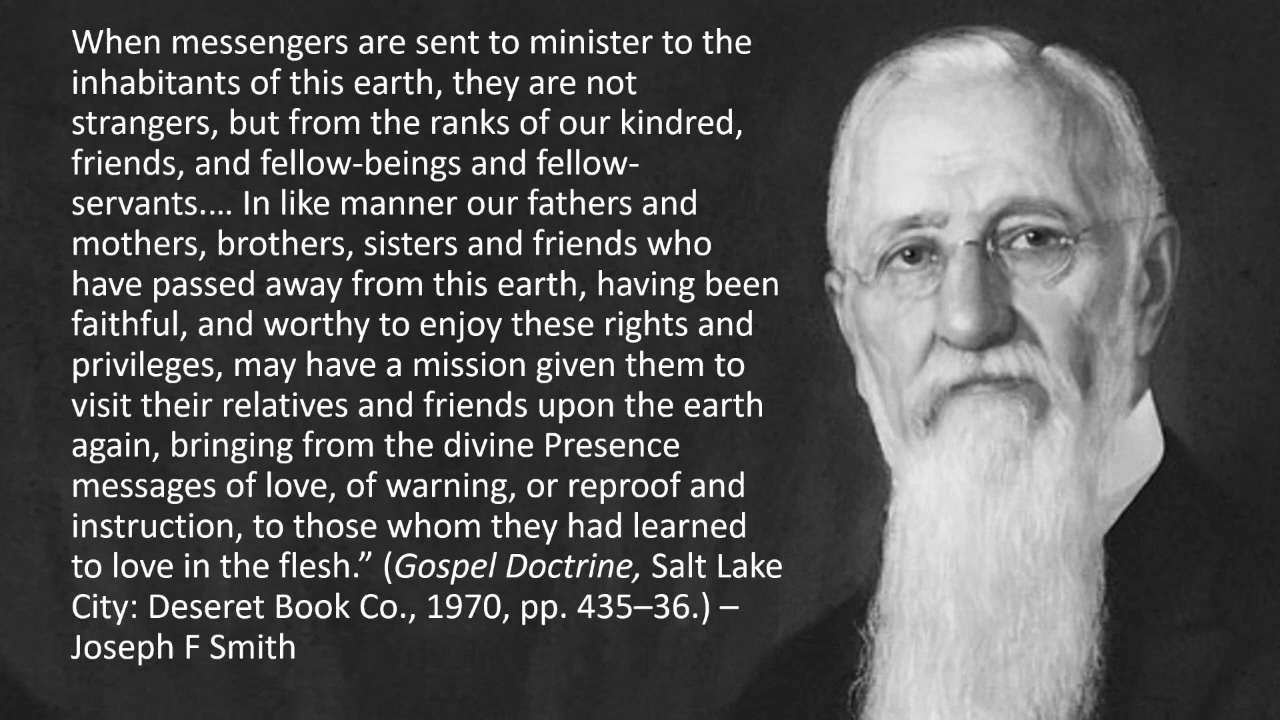 When messengers are sent to minister to the
inhabitants of this earth, they are not
strangers, but from the ranks of our kindred,
friends, and fellow-beings and fellow-
servants.… In like manner our fathers and
mothers, brothers, sisters and friends who
have passed away from this earth, having been
faithful, and worthy to enjoy these rights and
privileges, may have a mission given them to
visit their relatives and friends upon the earth
again, bringing from the divine Presence
messages of love, of warning, or reproof and
instruction, to those whom they had learned
to love in the flesh.” (Gospel Doctrine, Salt Lake
City: Deseret Book Co., 1970, pp. 435–36.) –
Joseph F Smith